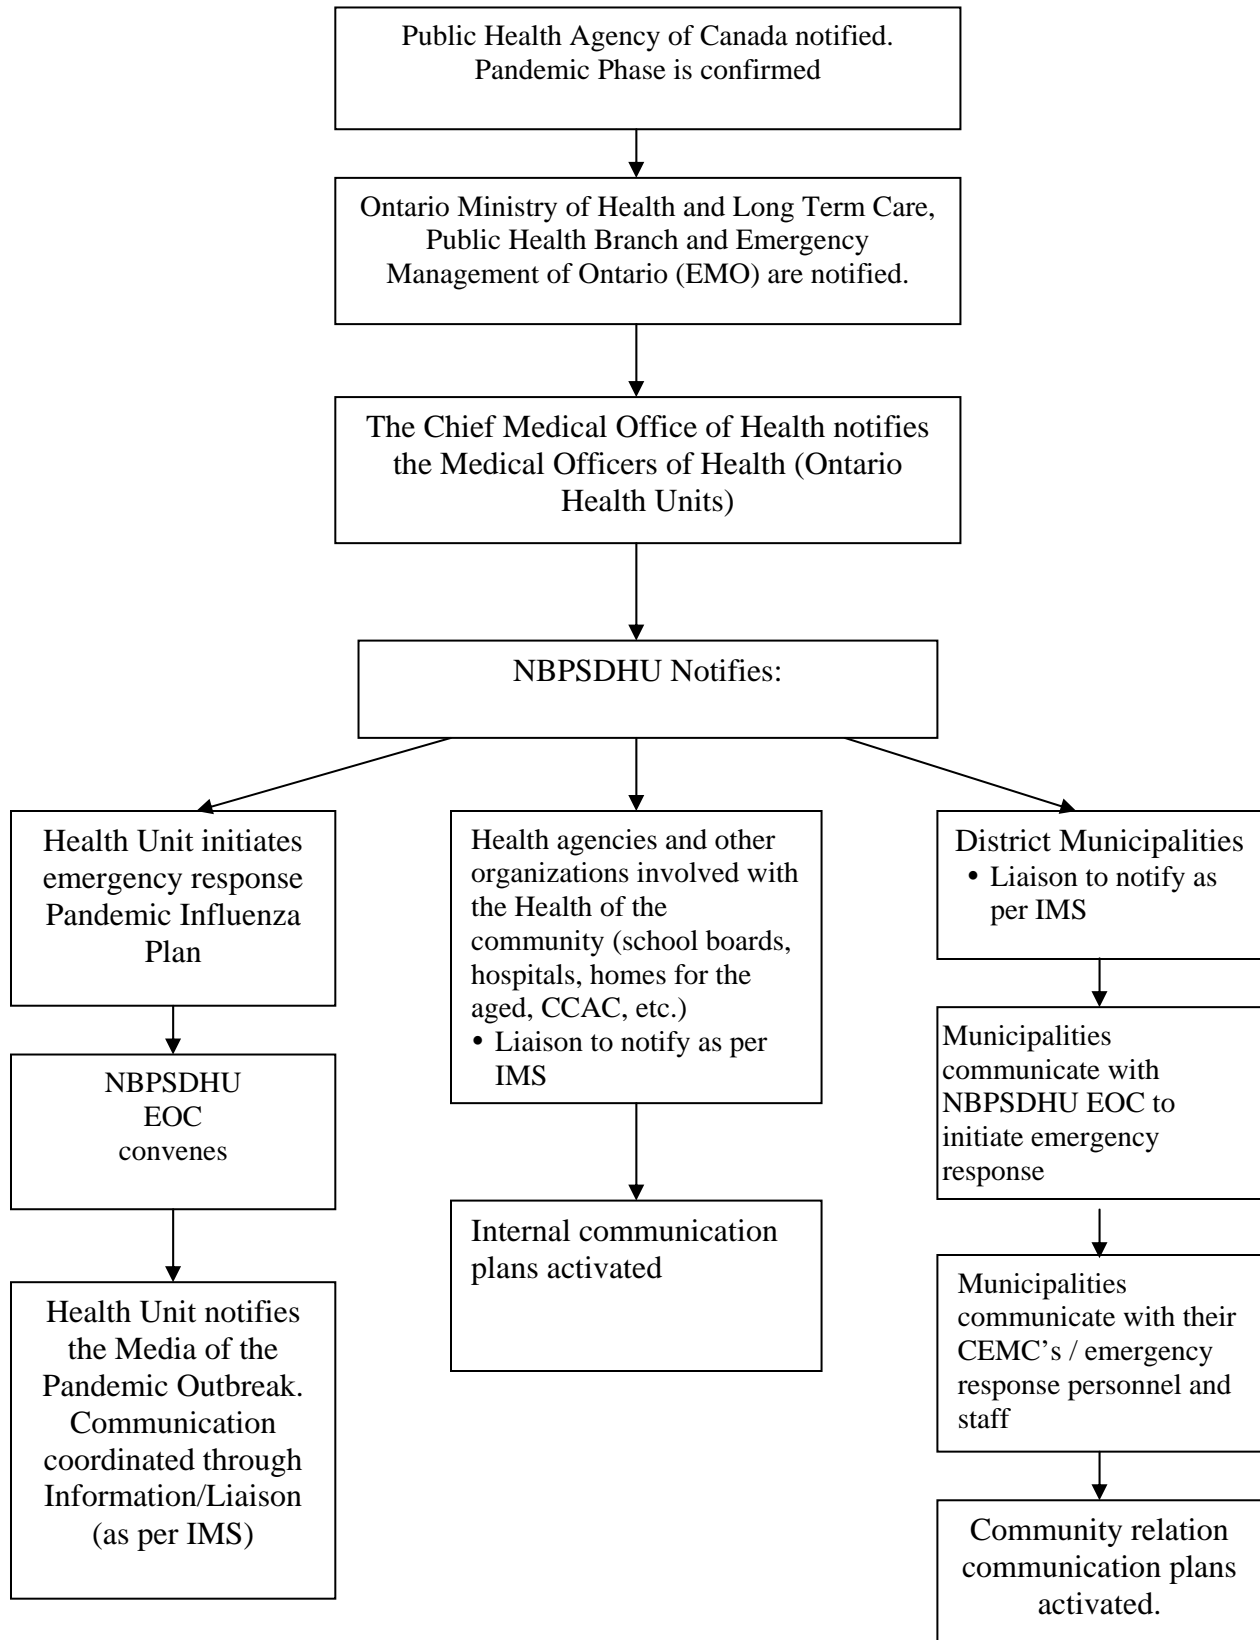 Public Health Agency of Canada notified.
Pandemic Phase is confirmed
Ontario Ministry of Health and Long Term Care,
Public Health Branch and Emergency
Management of Ontario (EMO) are notified.
The Chief Medical Office of Health notifies
the Medical Officers of Health (Ontario
Health Units)
NBPSDHU Notifies:
Health Unit initiates
emergency response
Pandemic Influenza
Plan
NBPSDHU
EOC
convenes
Health Unit notifies
the Media of the
Pandemic Outbreak.
Communication
coordinated through
Information/Liaison
(as per IMS)
Health agencies and other
organizations involved with
the Health of the
community (school boards,
hospitals, homes for the
aged, CCAC, etc.)
• Liaison to notify as per
IMS
Internal communication
plans activated
District Municipalities
• Liaison to notify as
per IMS
Municipalities
communicate with
NBPSDHU EOC to
initiate emergency
response
Municipalities
communicate with their
CEMC’s / emergency
response personnel and
staff
Community relation
communication plans
activated.